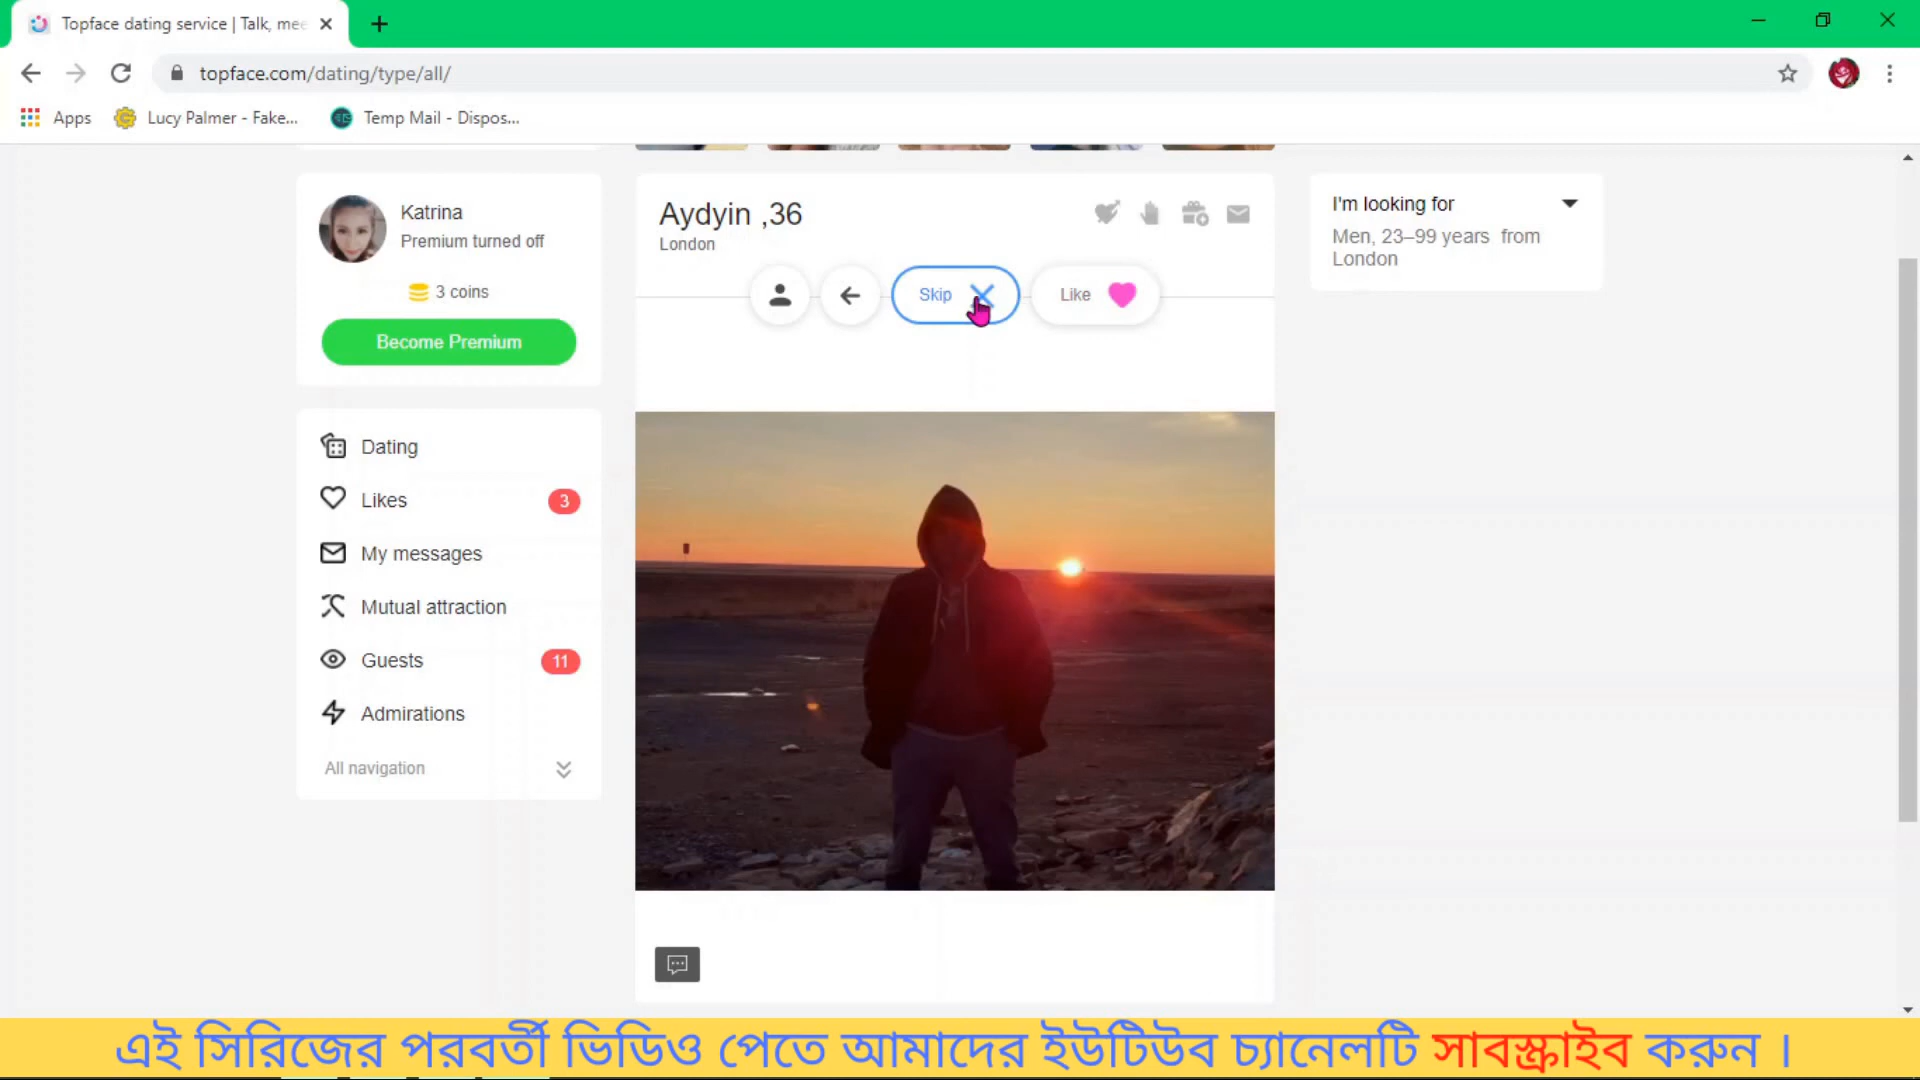 Topface dating service | Talk, mee
topface.com/dating/type/all/
Apps
Lucy Palmer - Fake...
Temp Mail - Dispos...
Katrina
Premium turned off
3 coins
Become Premium
Dating
Likes 3
My messages
Mutual attraction
Guests 11
Admirations
All navigation
Aydyin ,36
London
Skip
Like
I'm looking for
Men, 23–99 years from
London
এই সিরিজের পরবর্তী ভিডিও পেতে আমাদের ইউটিউব চ্যানেলটি সাবস্ক্রাইব করুন ।